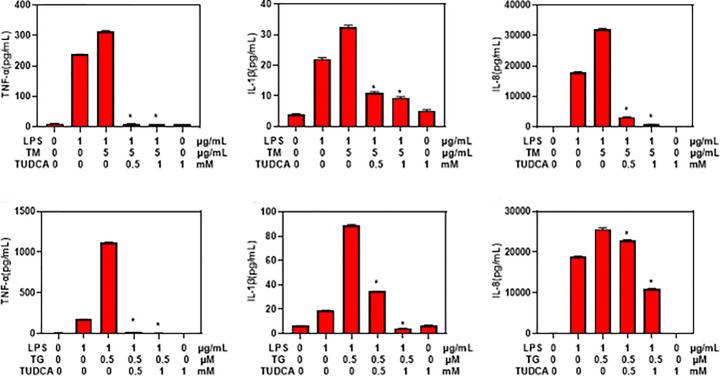 TNF-α(pg/mL)
400
300
200
100
0
LPS 0 1 1 1 1 0 µg/mL
TM 0 0 5 5 5 0 µg/mL
TUDCA 0 0 0 0.5 1 1 mM
* *
IL-1β(pg/mL)
40
30
20
10
0
LPS 0 1 1 1 1 0 µg/mL
TM 0 0 5 5 5 0 µg/mL
TUDCA 0 0 0 0.5 1 1 mM
* *
IL-8(pg/mL)
40000
30000
20000
10000
0
LPS 0 1 1 1 1 0 µg/mL
TM 0 0 5 5 5 0 µg/mL
TUDCA 0 0 0 0.5 1 1 mM
* *
TNF-α(pg/mL)
1500
1000
500
0
LPS 0 1 1 1 1 0 µg/mL
TG 0 0 0.5 0.5 0.5 0 µM
TUDCA 0 0 0 0.5 1 1 mM
* *
IL-1β(pg/mL)
100
80
60
40
20
0
LPS 0 1 1 1 1 0 µg/mL
TG 0 0 0.5 0.5 0.5 0 µM
TUDCA 0 0 0 0.5 1 1 mM
* *
IL-8(pg/mL)
30000
20000
10000
0
LPS 0 1 1 1 1 0 µg/mL
TG 0 0 0.5 0.5 0.5 0 µM
TUDCA 0 0 0 0.5 1 1 mM
* *